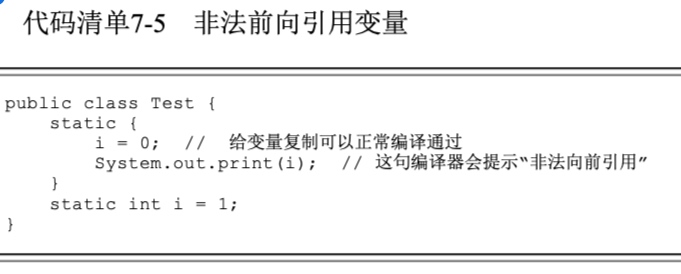 代码清单7-5 非法前向引用变量
public class Test {
    static {
        i = 0;  //  给变量复制可以正常编译通过
        System.out.print(i);  // 这句编译器会提示“非法向前引用”
    }
    static int i = 1;
}